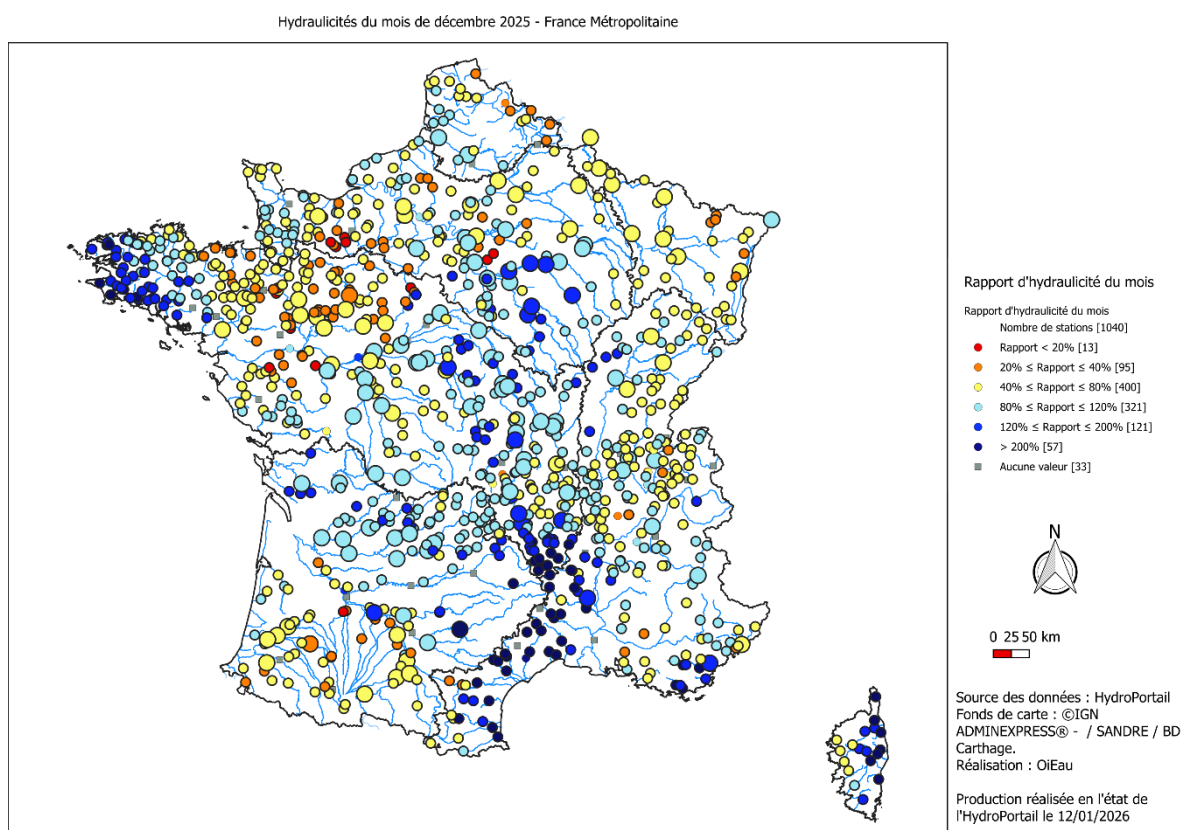 Hydraulicités du mois de décembre 2025 - France Métropolitaine
Rapport d'hydraulicité du mois
Rapport d'hydraulicité du mois
Nombre de stations [1040]
Rapport < 20% [13]
20% ≤ Rapport ≤ 40% [95]
40% ≤ Rapport ≤ 80% [400]
80% ≤ Rapport ≤ 120% [321]
120% ≤ Rapport ≤ 200% [121]
> 200% [57]
Aucune valeur [33]
N
0 25 50 km
Source des données : HydroPortail
Fonds de carte : ©IGN
ADMINEXPRESS® - / SANDRE / BD
Carthage.
Réalisation : OiEau
Production réalisée en l'état de
l'HydroPortail le 12/01/2026